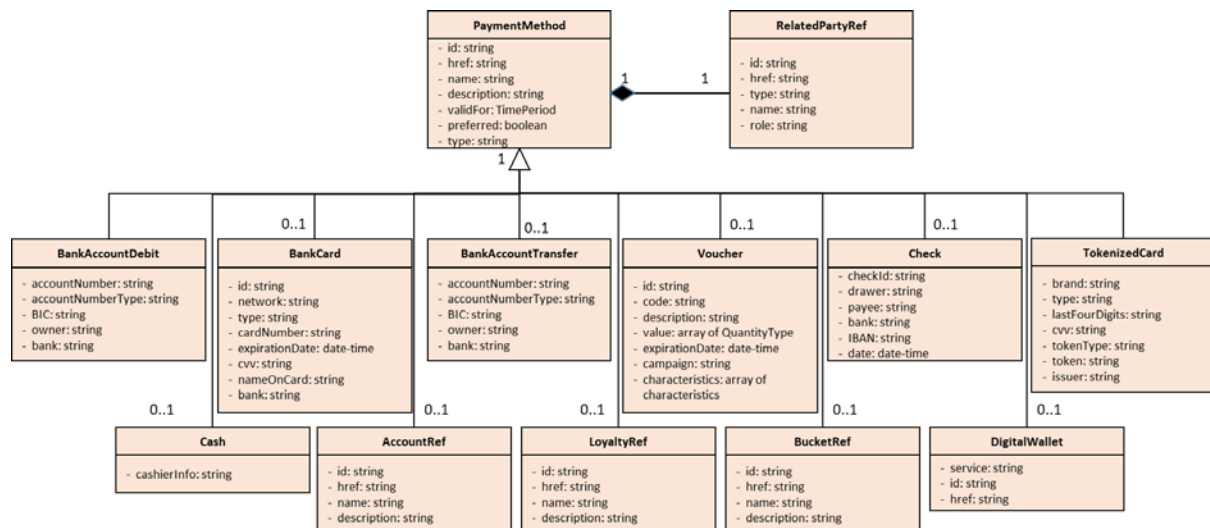 PaymentMethod
- id: string
- href: string
- name: string
- description: string
- validFor: TimePeriod
- preferred: boolean
- type: string
RelatedPartyRef
- id: string
- href: string
- type: string
- name: string
- role: string
1
1
1
0..1
0..1
0..1
0..1
BankAccountDebit
- accountNumber: string
- accountNumberType: string
- BIC: string
- owner: string
- bank: string
BankCard
- id: string
- network: string
- type: string
- cardNumber: string
- expirationDate: date-time
- cvv: string
- nameOnCard: string
- bank: string
BankAccountTransfer
- accountNumber: string
- accountNumberType: string
- BIC: string
- owner: string
- bank: string
Voucher
- id: string
- code: string
- description: string
- value: array of QuantityType
- expirationDate: date-time
- campaign: string
- characteristics: array of
characteristics
Check
- checkId: string
- drawer: string
- payee: string
- bank: string
- IBAN: string
- date: date-time
TokenizedCard
- brand: string
- type: string
- lastFourDigits: string
- cvv: string
- tokenType: string
- token: string
- issuer: string
0..1
0..1
0..1
0..1
0..1
Cash
- cashierInfo: string
AccountRef
- id: string
- href: string
- name: string
- description: string
LoyaltyRef
- id: string
- href: string
- name: string
- description: string
BucketRef
- id: string
- href: string
- name: string
- description: string
DigitalWallet
- service: string
- id: string
- href: string